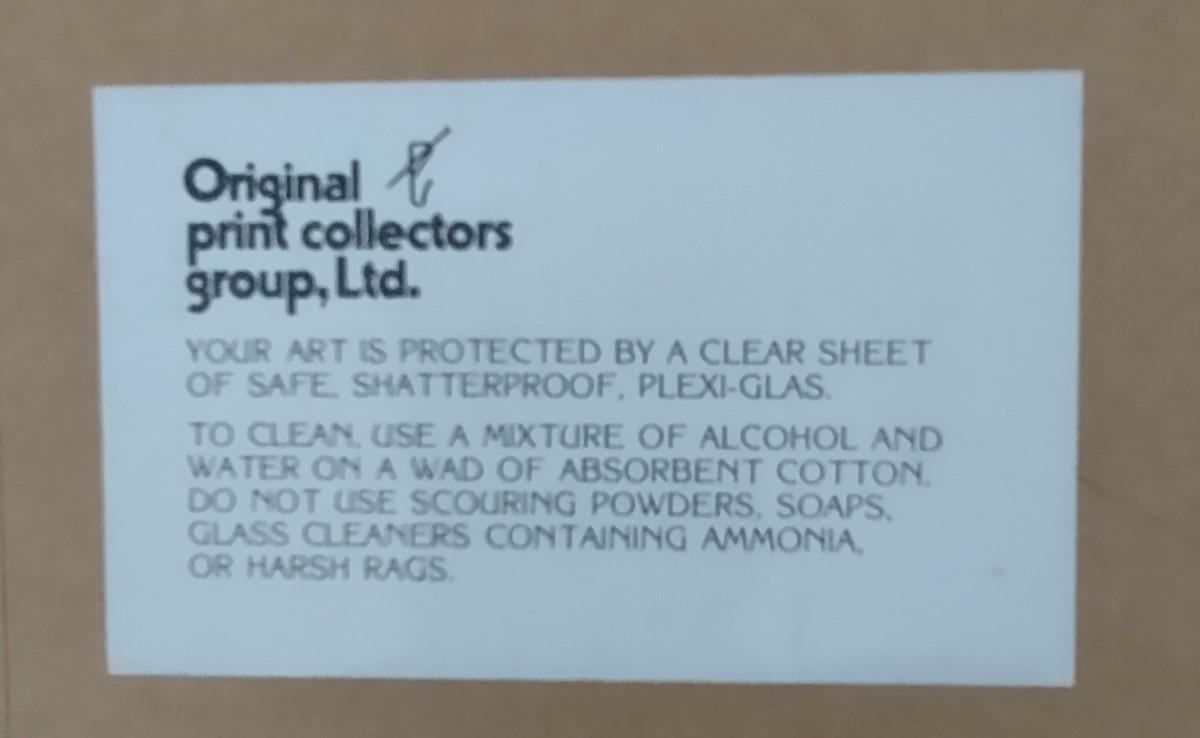 Original
print collectors
group, Ltd.
YOUR ART IS PROTECTED BY A CLEAR SHEET
OF SAFE, SHATTERPROOF, PLEXI-GLAS.
TO CLEAN, USE A MIXTURE OF ALCOHOL AND
WATER ON A WAD OF ABSORBENT COTTON.
DO NOT USE SCOURING POWDERS, SOAPS,
GLASS CLEANERS CONTAINING AMMONIA,
OR HARSH RAGS.